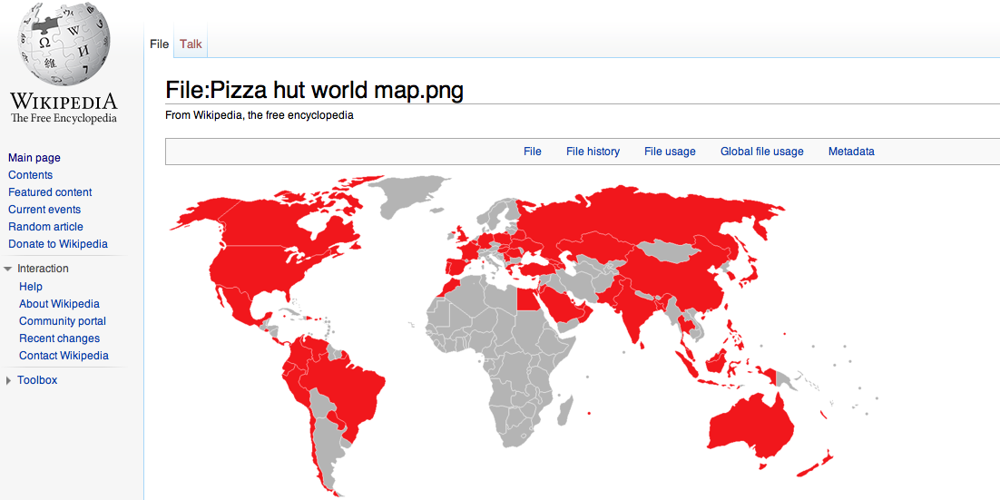 Ω W И 維
WIKIPEDIA
The Free Encyclopedia
Main page
Contents
Featured content
Current events
Random article
Donate to Wikipedia
Interaction
Help
About Wikipedia
Community portal
Recent changes
Contact Wikipedia
Toolbox
File Talk
File:Pizza hut world map.png
From Wikipedia, the free encyclopedia
File File history File usage Global file usage Metadata